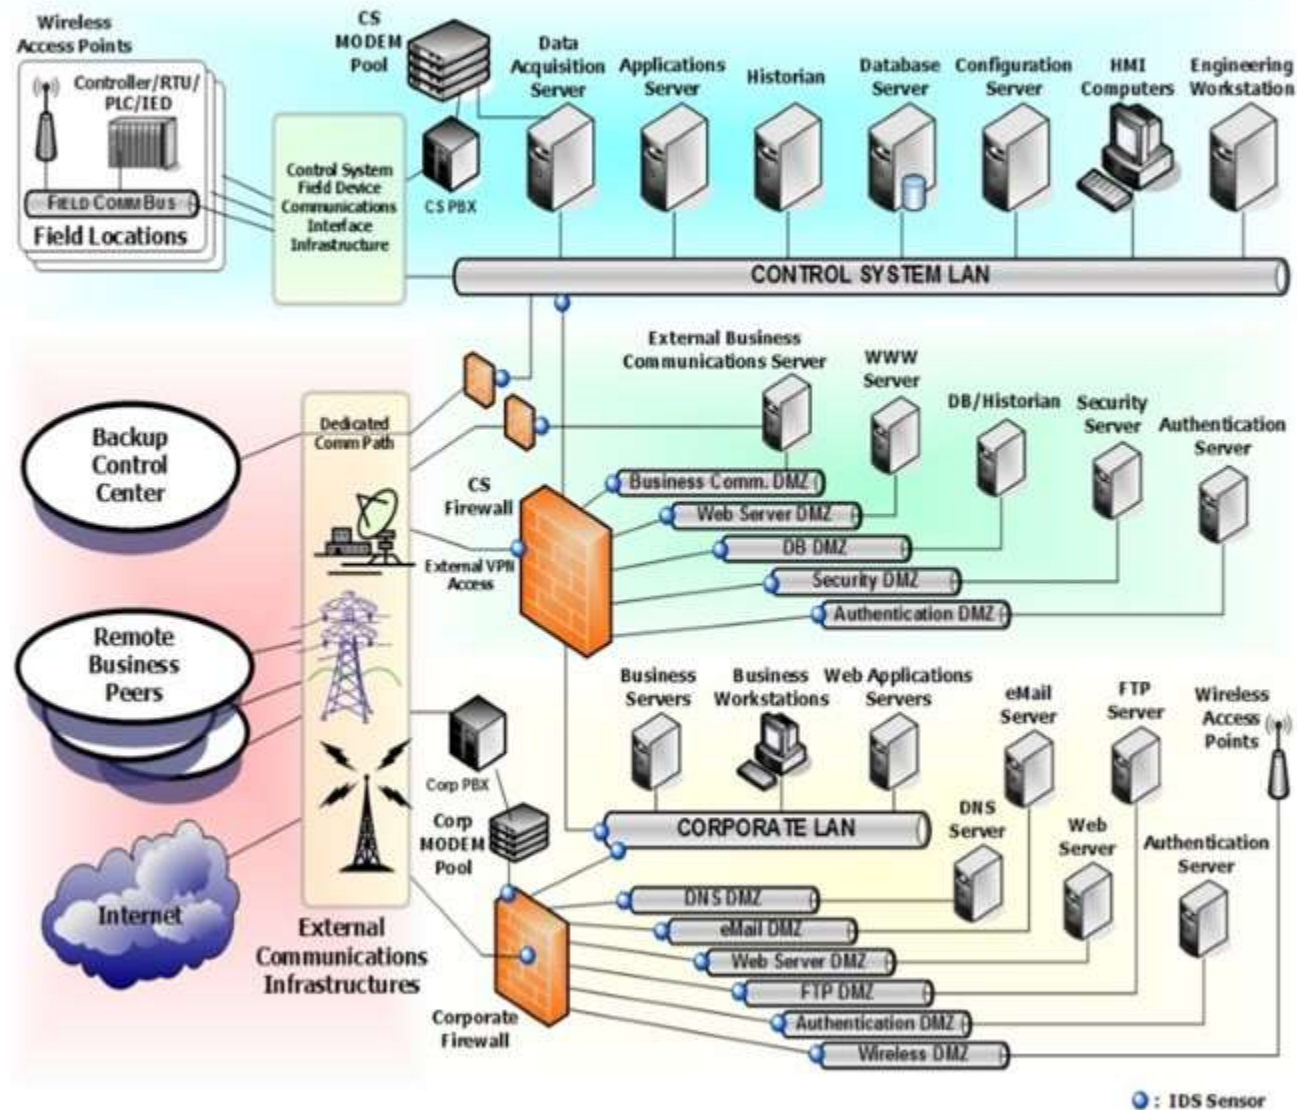 Wireless
Access Points
Controller/RTU/
PLC/IED
FIELD COMM BUS
Field Locations
Control System
Field Device
Communications
Interface
Infrastructure
CS
MODEM
Pool
CS PBX
Data
Acquisition
Server
Applications
Server
Historian
Database
Server
Configuration
Server
HMI
Computers
Engineering
Workstation
CONTROL SYSTEM LAN
Backup
Control
Center
Dedicated
Comm Path
External Business
Communications Server
WWW
Server
DB/Historian
Security
Server
Authentication
Server
CS
Firewall
External VPN
Access
Business Comm. DMZ
Web Server DMZ
DB DMZ
Security DMZ
Authentication DMZ
Remote
Business
Peers
Internet
External
Communications
Infrastructures
Corp PBX
Corp
MODEM
Pool
Business
Servers
Business
Workstations
Web Applications
Servers
eMail
Server
FTP
Server
Wireless
Access
Points
CORPORATE LAN
DNS
Server
Web
Server
Authentication
Server
DNS DMZ
eMail DMZ
Web Server DMZ
FTP DMZ
Authentication DMZ
Wireless DMZ
Corporate
Firewall
: IDS Sensor